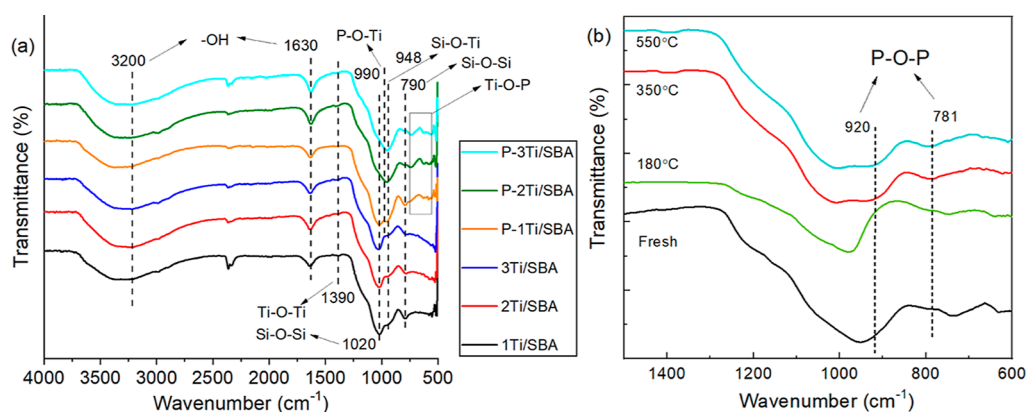 (a)
3200
-OH
1630
P-O-Ti
990
948
Si-O-Ti
790
Si-O-Si
Ti-O-P
P-3Ti/SBA
P-2Ti/SBA
P-1Ti/SBA
3Ti/SBA
2Ti/SBA
1Ti/SBA
Ti-O-Ti
1390
Si-O-Si
1020
Transmittance (%)
4000
3500
3000
2500
2000
1500
1000
500
Wavenumber (cm⁻¹)
(b)
550°C
350°C
180°C
Fresh
P-O-P
920
781
Transmittance (%)
1400
1200
1000
800
600
Wavenumber (cm⁻¹)